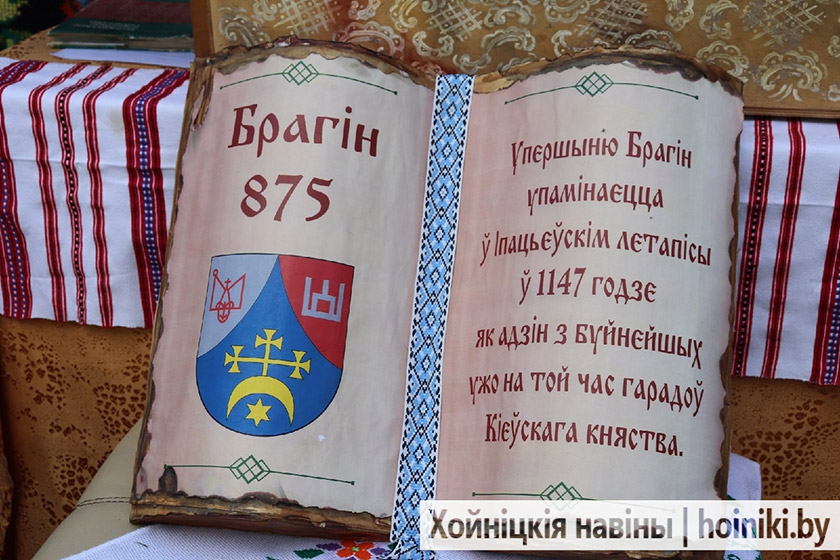 Брагін
875
Упершыню Брагін
упамінаецца
ў Іпацьеўскім летапісы
ў 1147 годзе
як адзін з буйнейшых
ужо на той час гарадоў
Кіеўскага княства.
Хойніцкія навіны | hoiniki.by